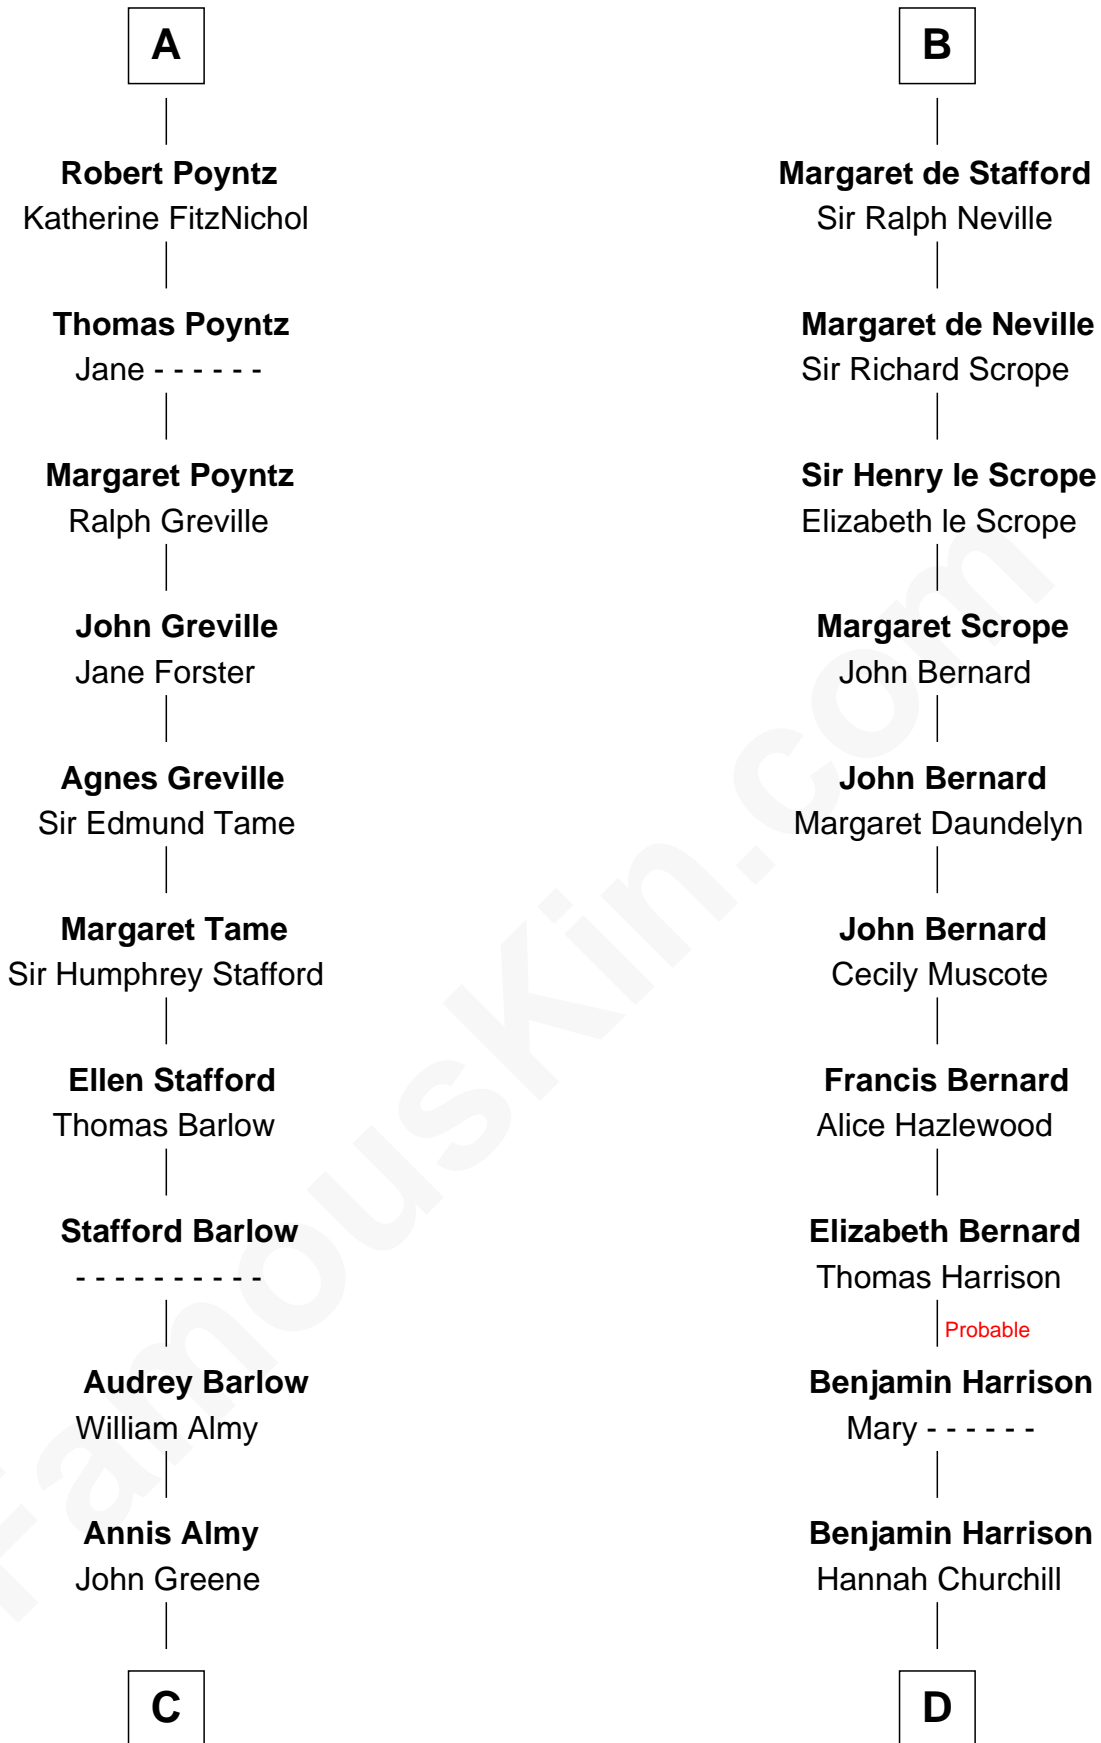 A
Robert Poyntz
Katherine FitzNichol
Thomas Poyntz
Jane - - - - - -
Margaret Poyntz
Ralph Greville
John Greville
Jane Forster
Agnes Greville
Sir Edmund Tame
Margaret Tame
Sir Humphrey Stafford
Ellen Stafford
Thomas Barlow
Stafford Barlow
- - - - - - - - - -
Audrey Barlow
William Almy
Annis Almy
John Greene
C
B
Margaret de Stafford
Sir Ralph Neville
Margaret de Neville
Sir Richard Scrope
Sir Henry le Scrope
Elizabeth le Scrope
Margaret Scrope
John Bernard
John Bernard
Margaret Daundelyn
John Bernard
Cecily Muscote
Francis Bernard
Alice Hazlewood
Elizabeth Bernard
Thomas Harrison
Probable
Benjamin Harrison
Mary - - - - - -
Benjamin Harrison
Hannah Churchill
D
FamousKin.com